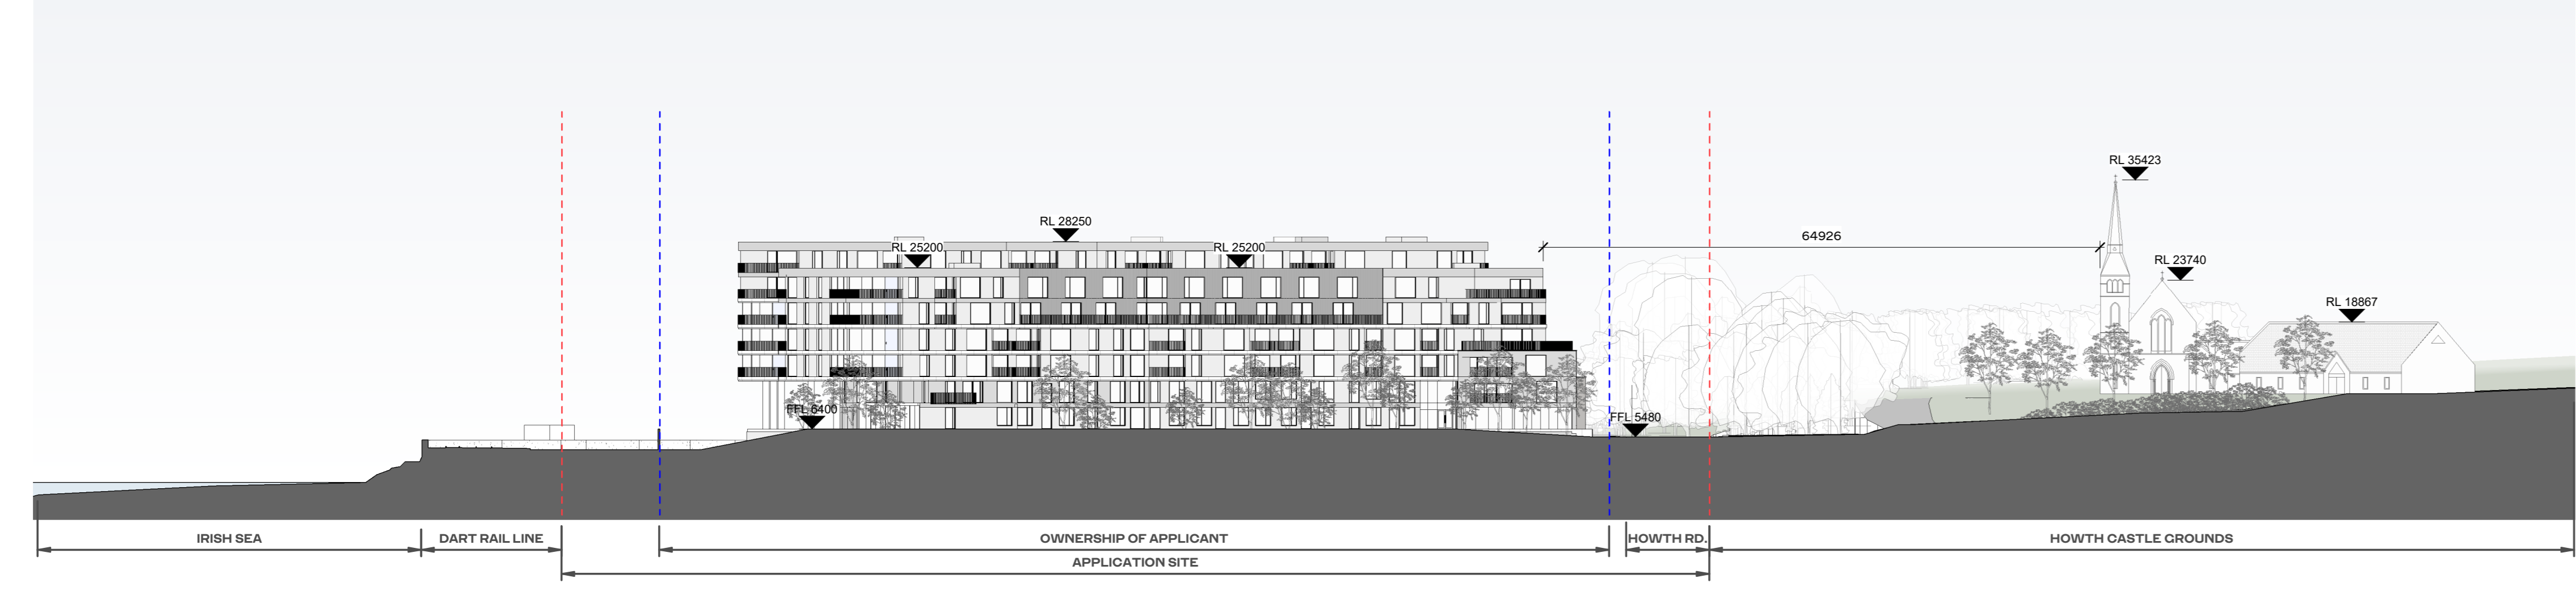 RL 35423
RL 28250
64926
RL 25200
RL 25200
RL 23740
RL 18867
FFL 6400
FFL 5480
IRISH SEA
DART RAIL LINE
OWNERSHIP OF APPLICANT
HOWTH RD.
HOWTH CASTLE GROUNDS
APPLICATION SITE